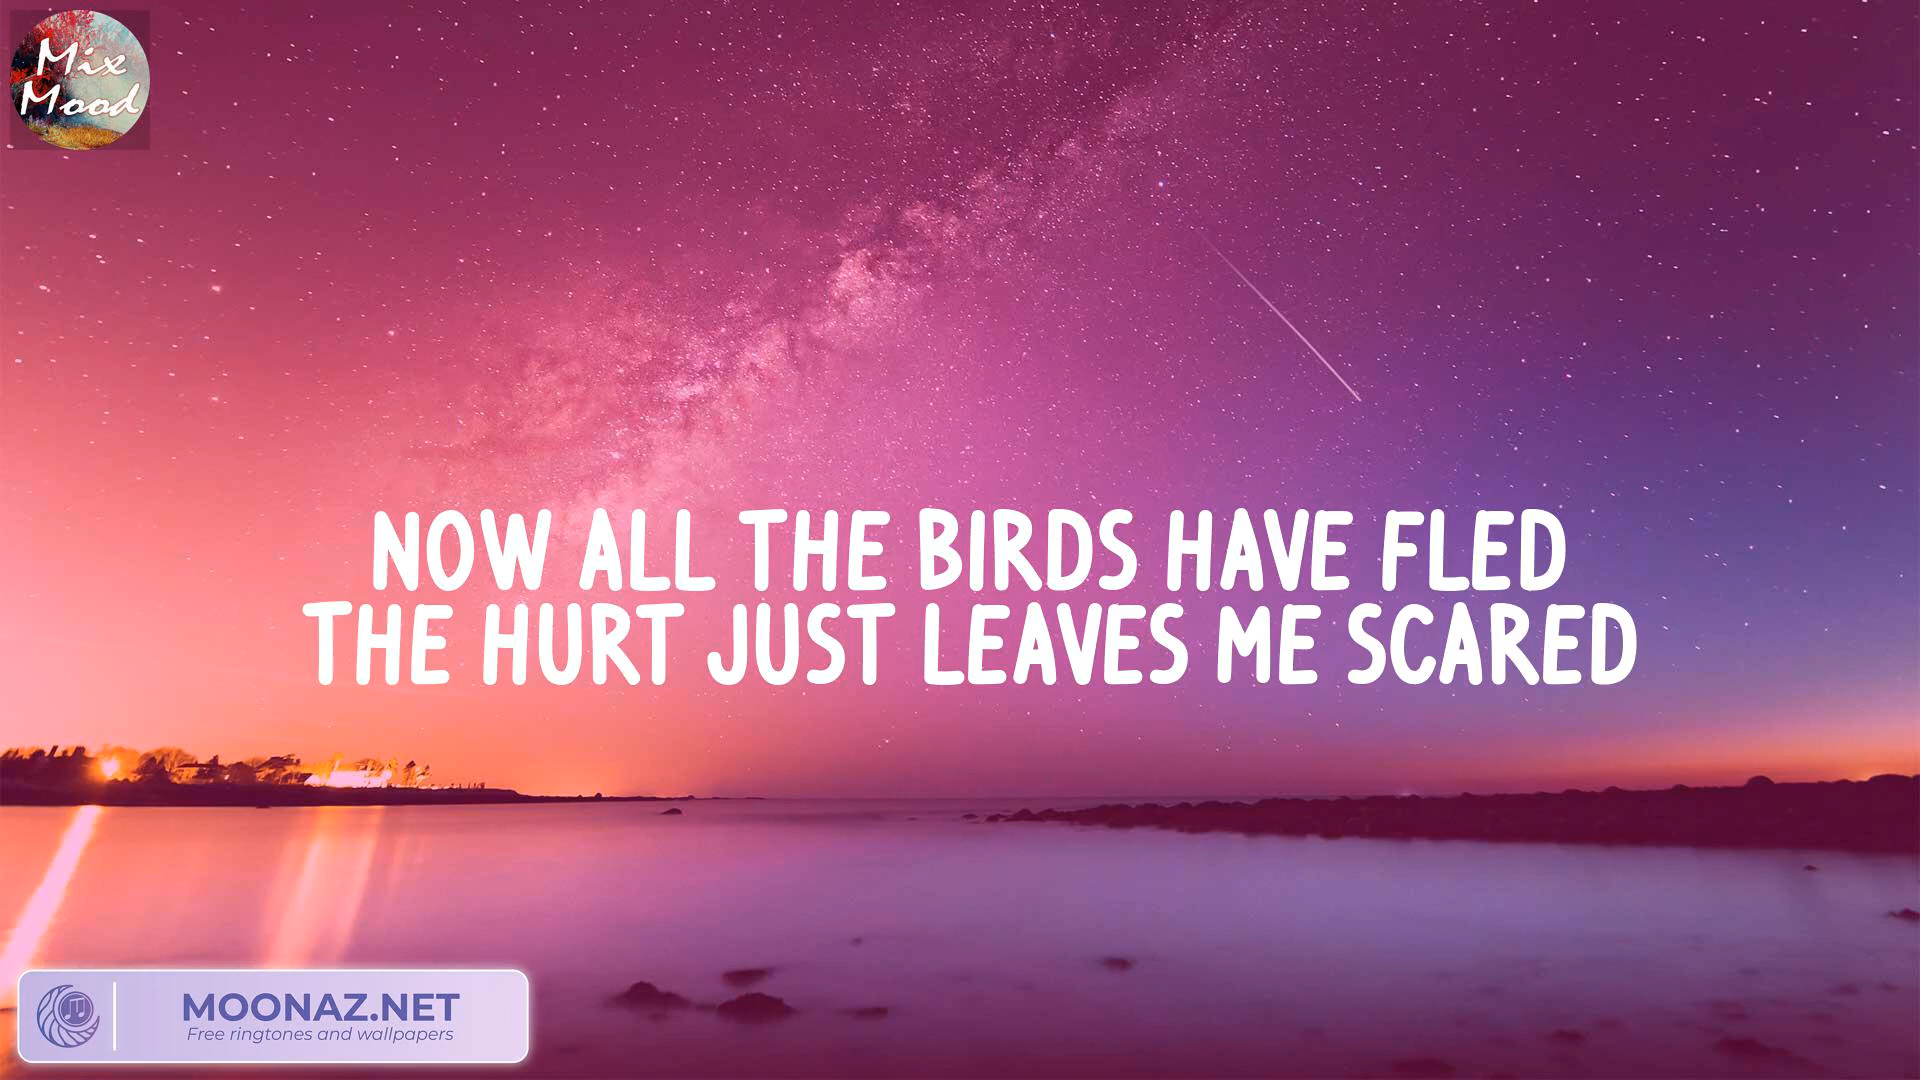 Mix
Mood
NOW ALL THE BIRDS HAVE FLED
THE HURT JUST LEAVES ME SCARED
MOONAZ.NET
Free ringtones and wallpapers